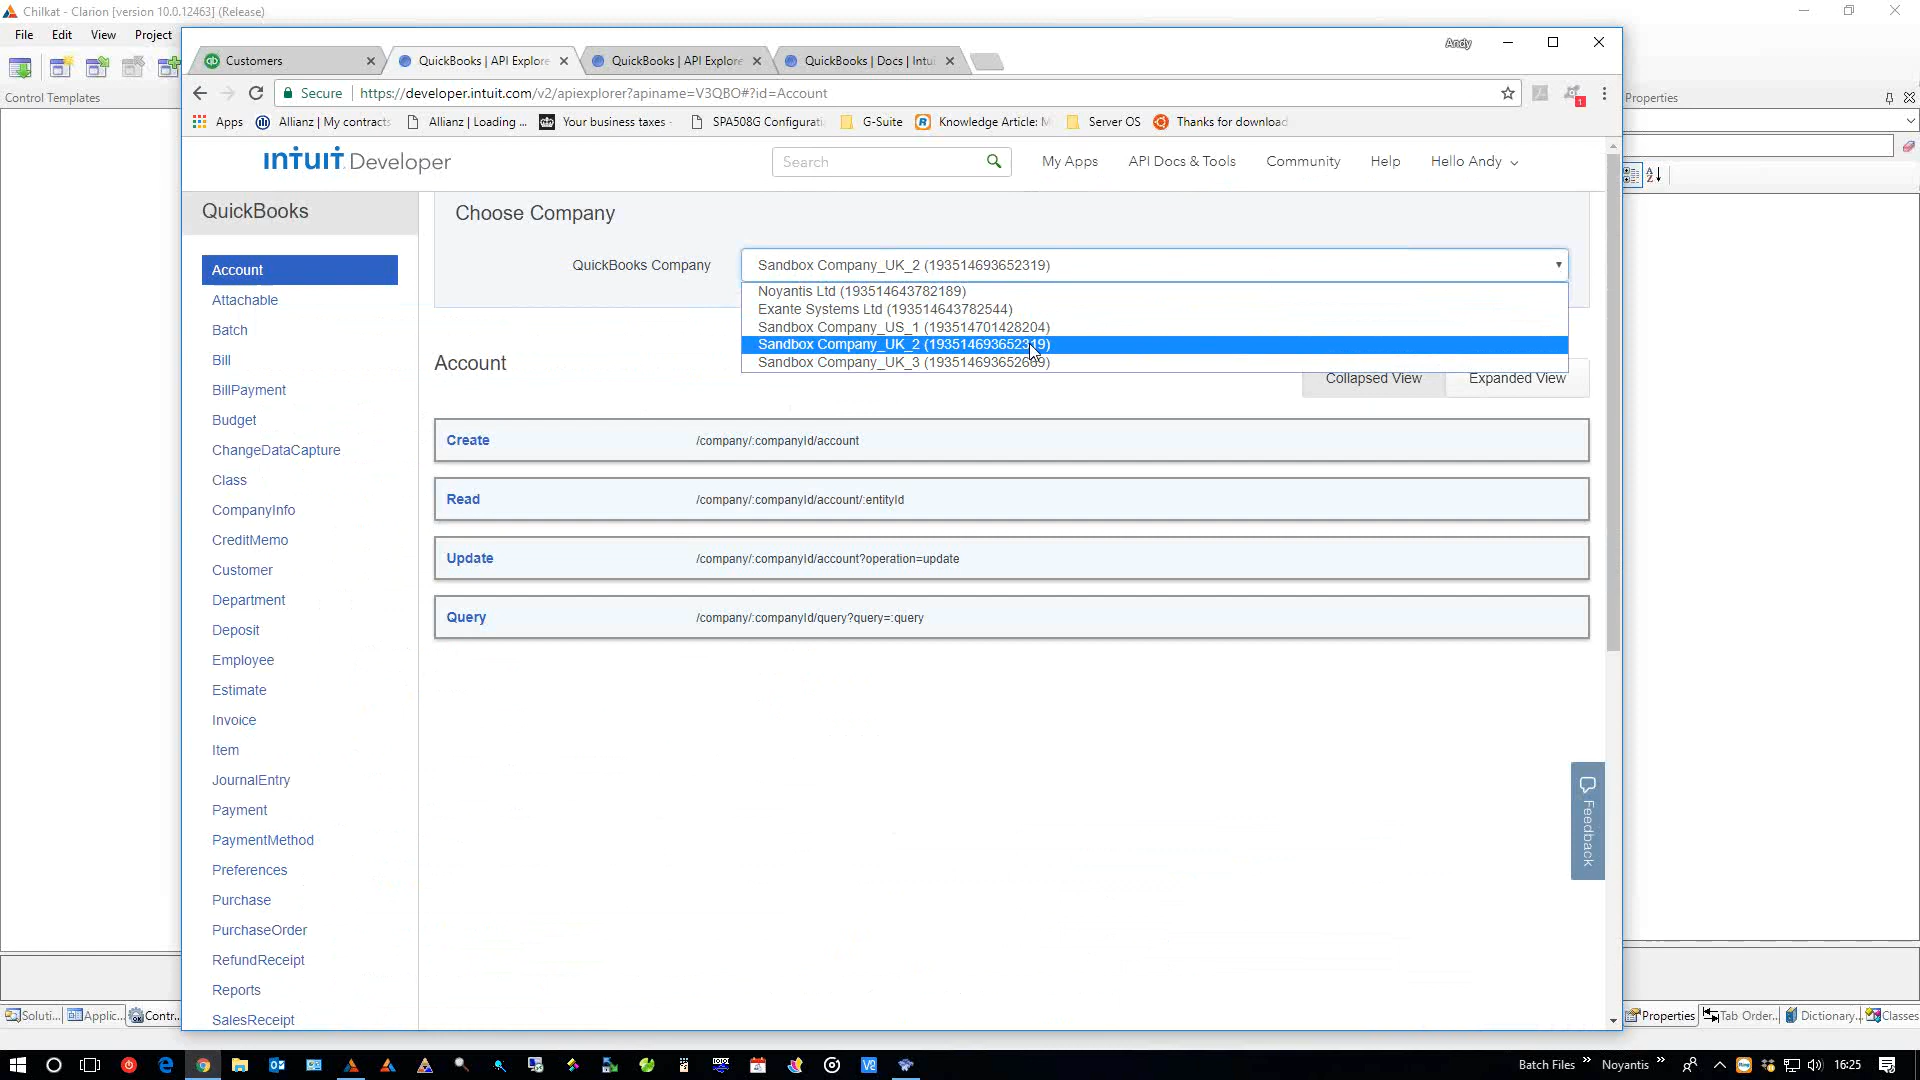 Chilkat - Clarion [version 10.0.12463] (Release)
File Edit View Project
Control Templates
Andy
Customers
QuickBooks | API Explore
QuickBooks | API Explore
QuickBooks | Docs | Intui
Secure https://developer.intuit.com/v2/apiexplorer?apiname=V3QBO#?id=Account
1
Apps Allianz | My contracts Allianz | Loading ... Your business taxes - SPA508G Configurati G-Suite Knowledge Article: M Server OS Thanks for download
Properties
intuit Developer
Search
My Apps API Docs & Tools Community Help Hello Andy
QuickBooks
Account
Attachable
Batch
Bill
BillPayment
Budget
ChangeDataCapture
Class
CompanyInfo
CreditMemo
Customer
Department
Deposit
Employee
Estimate
Invoice
Item
JournalEntry
Payment
PaymentMethod
Preferences
Purchase
PurchaseOrder
RefundReceipt
Reports
SalesReceipt
Choose Company
QuickBooks Company
Sandbox Company_UK_2 (193514693652319)
Noyantis Ltd (193514643782189)
Exante Systems Ltd (193514643782544)
Sandbox Company_US_1 (193514701428204)
Sandbox Company_UK_2 (193514693652319)
Sandbox Company_UK_3 (193514693652669)
Account
Collapsed View Expanded View
Create /company/:companyId/account
Read /company/:companyId/account/:entityId
Update /company/:companyId/account?operation=update
Query /company/:companyId/query?query=:query
Feedback
Soluti... Applic... Contr...
Properties Tab Order... Dictionary... Classes
Batch Files » Noyantis » 16:25